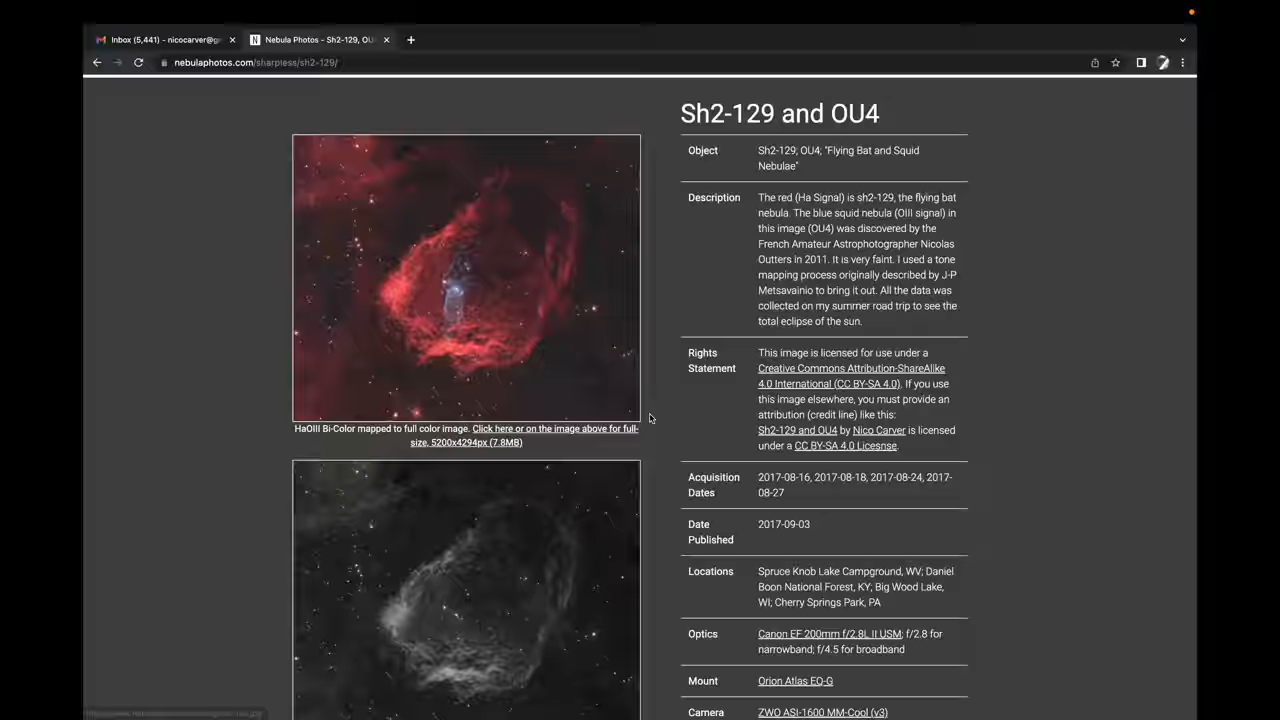 Inbox (5,441) - nicocarver@g
Nebula Photos - Sh2-129, OU
nebulaphotos.com/sharpless/sh2-129/
Sh2-129 and OU4
Object
Sh2-129, OU4; "Flying Bat and Squid
Nebulae"
Description
The red (Ha Signal) is sh2-129, the flying bat
nebula. The blue squid nebula (OIII signal) in
this image (OU4) was discovered by the
French Amateur Astrophotographer Nicolas
Outters in 2011. It is very faint. I used a tone
mapping process originally described by J-P
Metsavainio to bring it out. All the data was
collected on my summer road trip to see the
total eclipse of the sun.
Rights
Statement
This image is licensed for use under a
Creative Commons Attribution-ShareAlike
4.0 International (CC BY-SA 4.0). If you use
this image elsewhere, you must provide an
attribution (credit line) like this:
Sh2-129 and OU4 by Nico Carver is licensed
under a CC BY-SA 4.0 Licesnse.
HaOIII Bi-Color mapped to full color image. Click here or on the image above for full-
size, 5200x4294px (7.8MB)
Acquisition
Dates
2017-08-16, 2017-08-18, 2017-08-24, 2017-
08-27
Date
Published
2017-09-03
Locations
Spruce Knob Lake Campground, WV; Daniel
Boon National Forest, KY; Big Wood Lake,
WI; Cherry Springs Park, PA
Optics
Canon EF 200mm f/2.8L II USM; f/2.8 for
narrowband; f/4.5 for broadband
Mount
Orion Atlas EQ-G
Camera
ZWO ASI-1600 MM-Cool (v3)